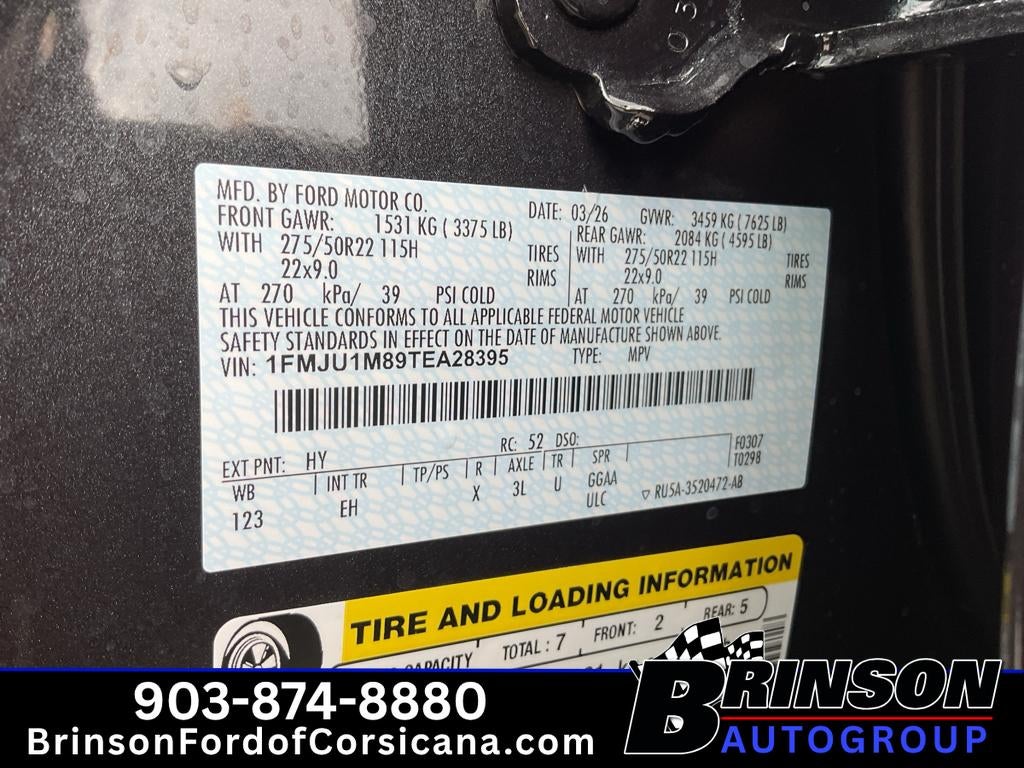 MFD. BY FORD MOTOR CO.
DATE: 03/26
GVWR: 3459 KG ( 7625 LB)
FRONT GAWR: 1531 KG ( 3375 LB)
REAR GAWR: 2084 KG ( 4595 LB)
WITH 275/50R22 115H TIRES
WITH 275/50R22 115H TIRES
22x9.0 RIMS
22x9.0 RIMS
AT 270 kPa/ 39 PSI COLD
AT 270 kPa/ 39 PSI COLD
THIS VEHICLE CONFORMS TO ALL APPLICABLE FEDERAL MOTOR VEHICLE
SAFETY STANDARDS IN EFFECT ON THE DATE OF MANUFACTURE SHOWN ABOVE.
VIN: 1FMJU1M89TEA28395 TYPE: MPV
EXT PNT: HY RC: 52 DSO: F0307
T0298
WB INT TR TP/PS R AXLE TR SPR
123 EH X 3L U GGAA
ULC
▽ RU5A-3520472-AB
TIRE AND LOADING INFORMATION
CAPACITY TOTAL : 7 FRONT: 2 REAR: 5
903-874-8880
BrinsonFordofCorsicana.com
BRINSON
AUTOGROUP